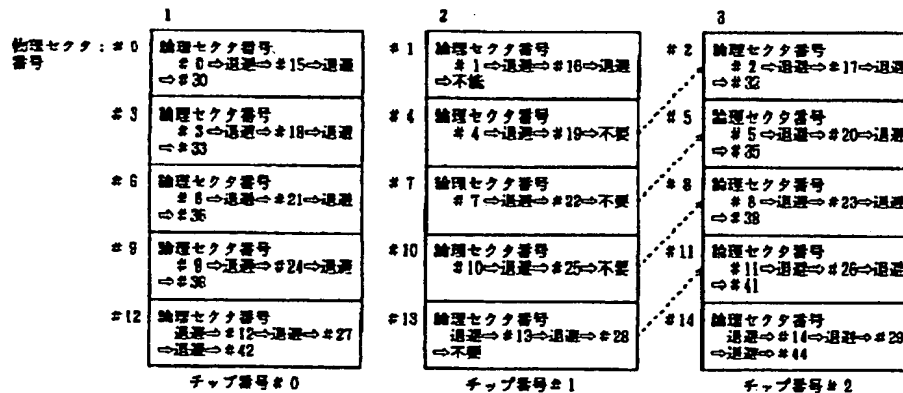 1
物理セクタ：#0
番号
論理セクタ番号
#0⇨退避⇨#15⇨退避
⇨#30
#3
論理セクタ番号
#3⇨退避⇨#18⇨退避
⇨#33
#6
論理セクタ番号
#6⇨退避⇨#21⇨退避
⇨#36
#9
論理セクタ番号
#9⇨退避⇨#24⇨退避
⇨
#12
論理セクタ番号
退避⇨#12⇨退避⇨#27
⇨退避⇨#42
チップ番号#0
2
#1
論理セクタ番号
#1⇨退避⇨#16⇨退避
⇨不能
#4
論理セクタ番号
#4⇨退避⇨#19⇨不要
#7
論理セクタ番号
#7⇨退避⇨#22⇨不要
#10
論理セクタ番号
#10⇨退避⇨#25⇨不要
#13
論理セクタ番号
退避⇨#13⇨退避⇨#28
⇨不要
チップ番号#1
3
#2
論理セクタ番号
#2⇨退避⇨#17⇨退避
⇨#32
#5
論理セクタ番号
#5⇨退避⇨#20⇨退避
⇨#35
#8
論理セクタ番号
#8⇨退避⇨#23⇨退避
⇨#38
#11
論理セクタ番号
#11⇨退避⇨#26⇨退避
⇨#41
#14
論理セクタ番号
退避⇨#14⇨退避⇨#29
⇨退避⇨#44
チップ番号#2